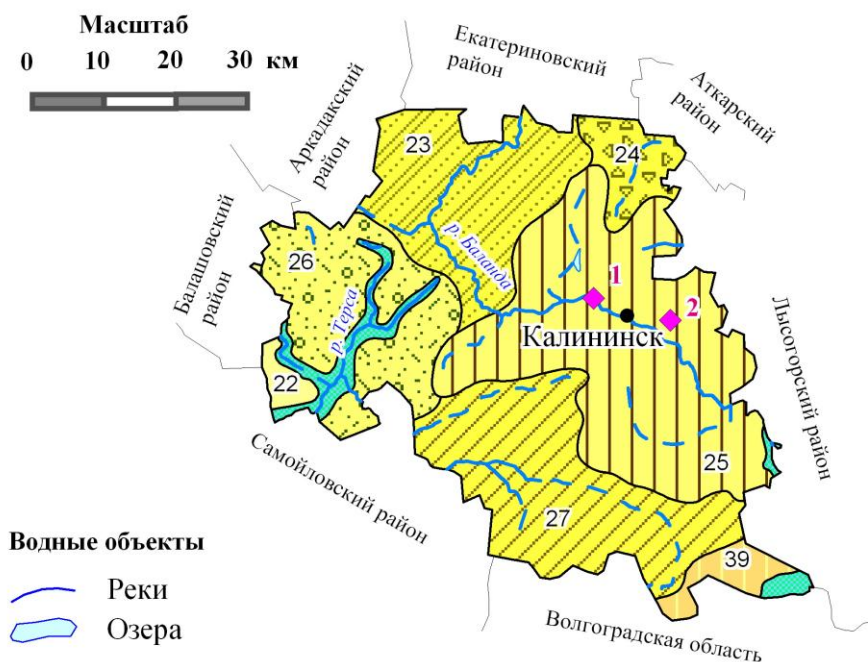 Масштаб
0 10 20 30 км
Екатериновский
район
Аткарский
район
Аркадакский
район
Балашовский
район
23
24
26
р. Баланда
р. Терса
1
2
Калининск
22
Лысогорский район
25
Самойловский район
27
39
Волгоградская область
Водные объекты
Реки
Озера